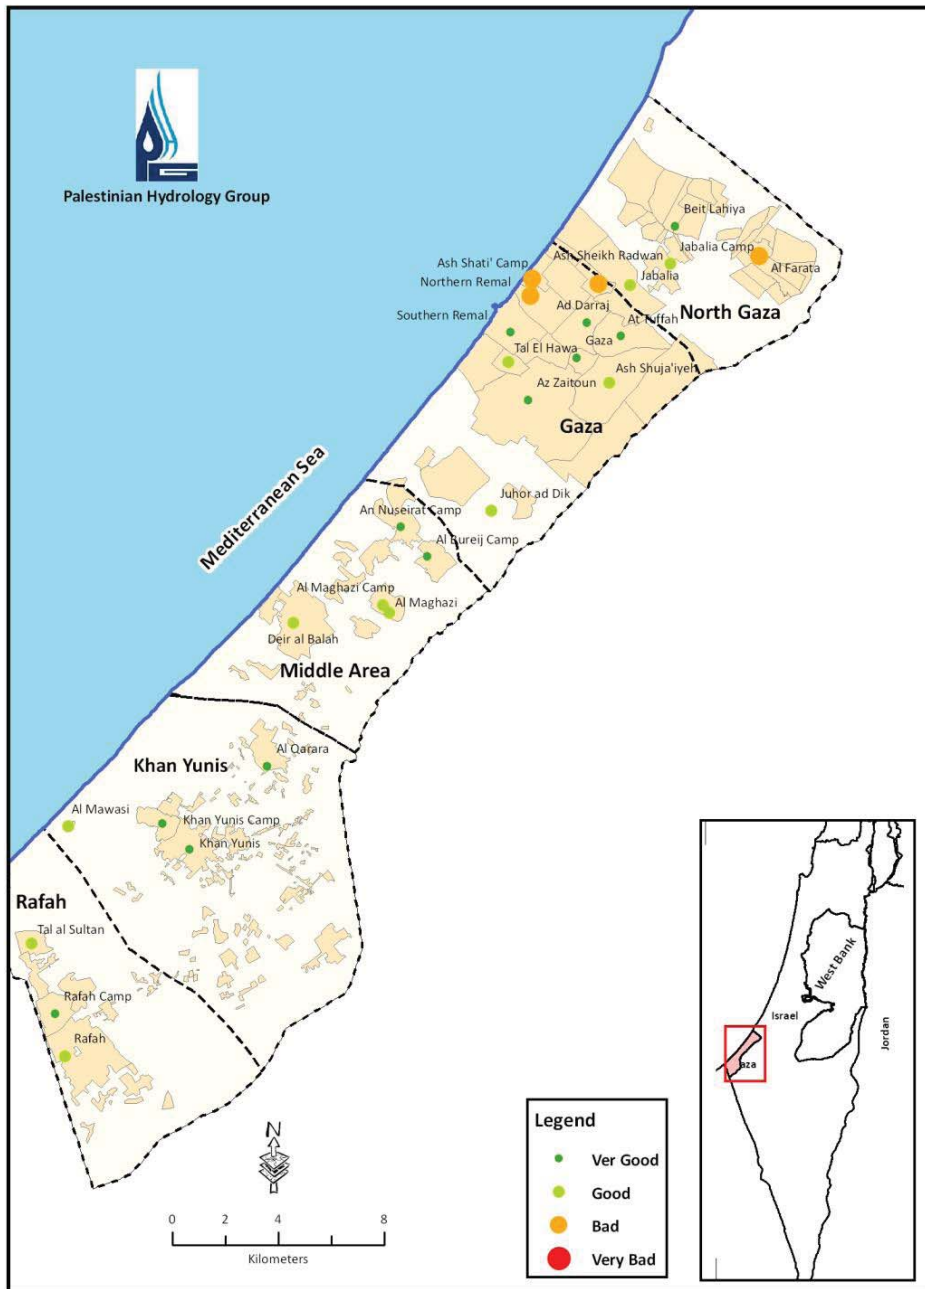 Palestinian Hydrology Group
Beit Lahiya
Jabalia Camp
Ash Sheikh Radwan
Al Farata
Ash Shati' Camp
Jabalia
Northern Remal
North Gaza
Ad Darraj
Southern Remal
At Tuffah
Gaza
Tal El Hawa
Ash Shuja'iyeh
Az Zaitoun
Gaza
Mediterranean Sea
Juhor ad Dik
An Nuseirat Camp
Al Bureij Camp
Al Maghazi Camp
Al Maghazi
Deir al Balah
Middle Area
Al Qarara
Khan Yunis
Al Mawasi
Khan Yunis Camp
Khan Yunis
Rafah
Tal al Sultan
Rafah Camp
Rafah
N
0 2 4 8
Kilometers
Legend
Ver Good
Good
Bad
Very Bad
West Bank
Israel
Jordan
aza